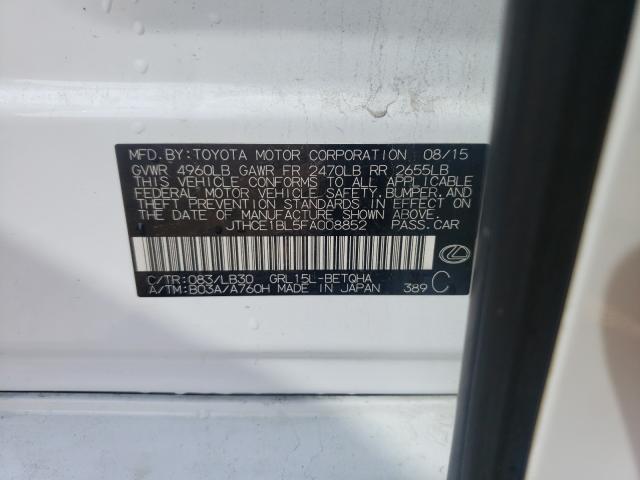 MFD.BY:TOYOTA MOTOR CORPORATION 08/15
GVWR 4960LB GAWR FR 2470LB RR 2655LB
THIS VEHICLE CONFORMS TO ALL APPLICABLE
FEDERAL MOTOR VEHICLE SAFETY,BUMPER,AND
THEFT PREVENTION STANDARDS IN EFFECT ON
THE DATE OF MANUFACTURE SHOWN ABOVE.
JTHCE1BL5FA008852 PASS.CAR
C/TR:083/LB30 GRL15L-BETQHA
A/TM:B03A/A760H MADE IN JAPAN 389 C